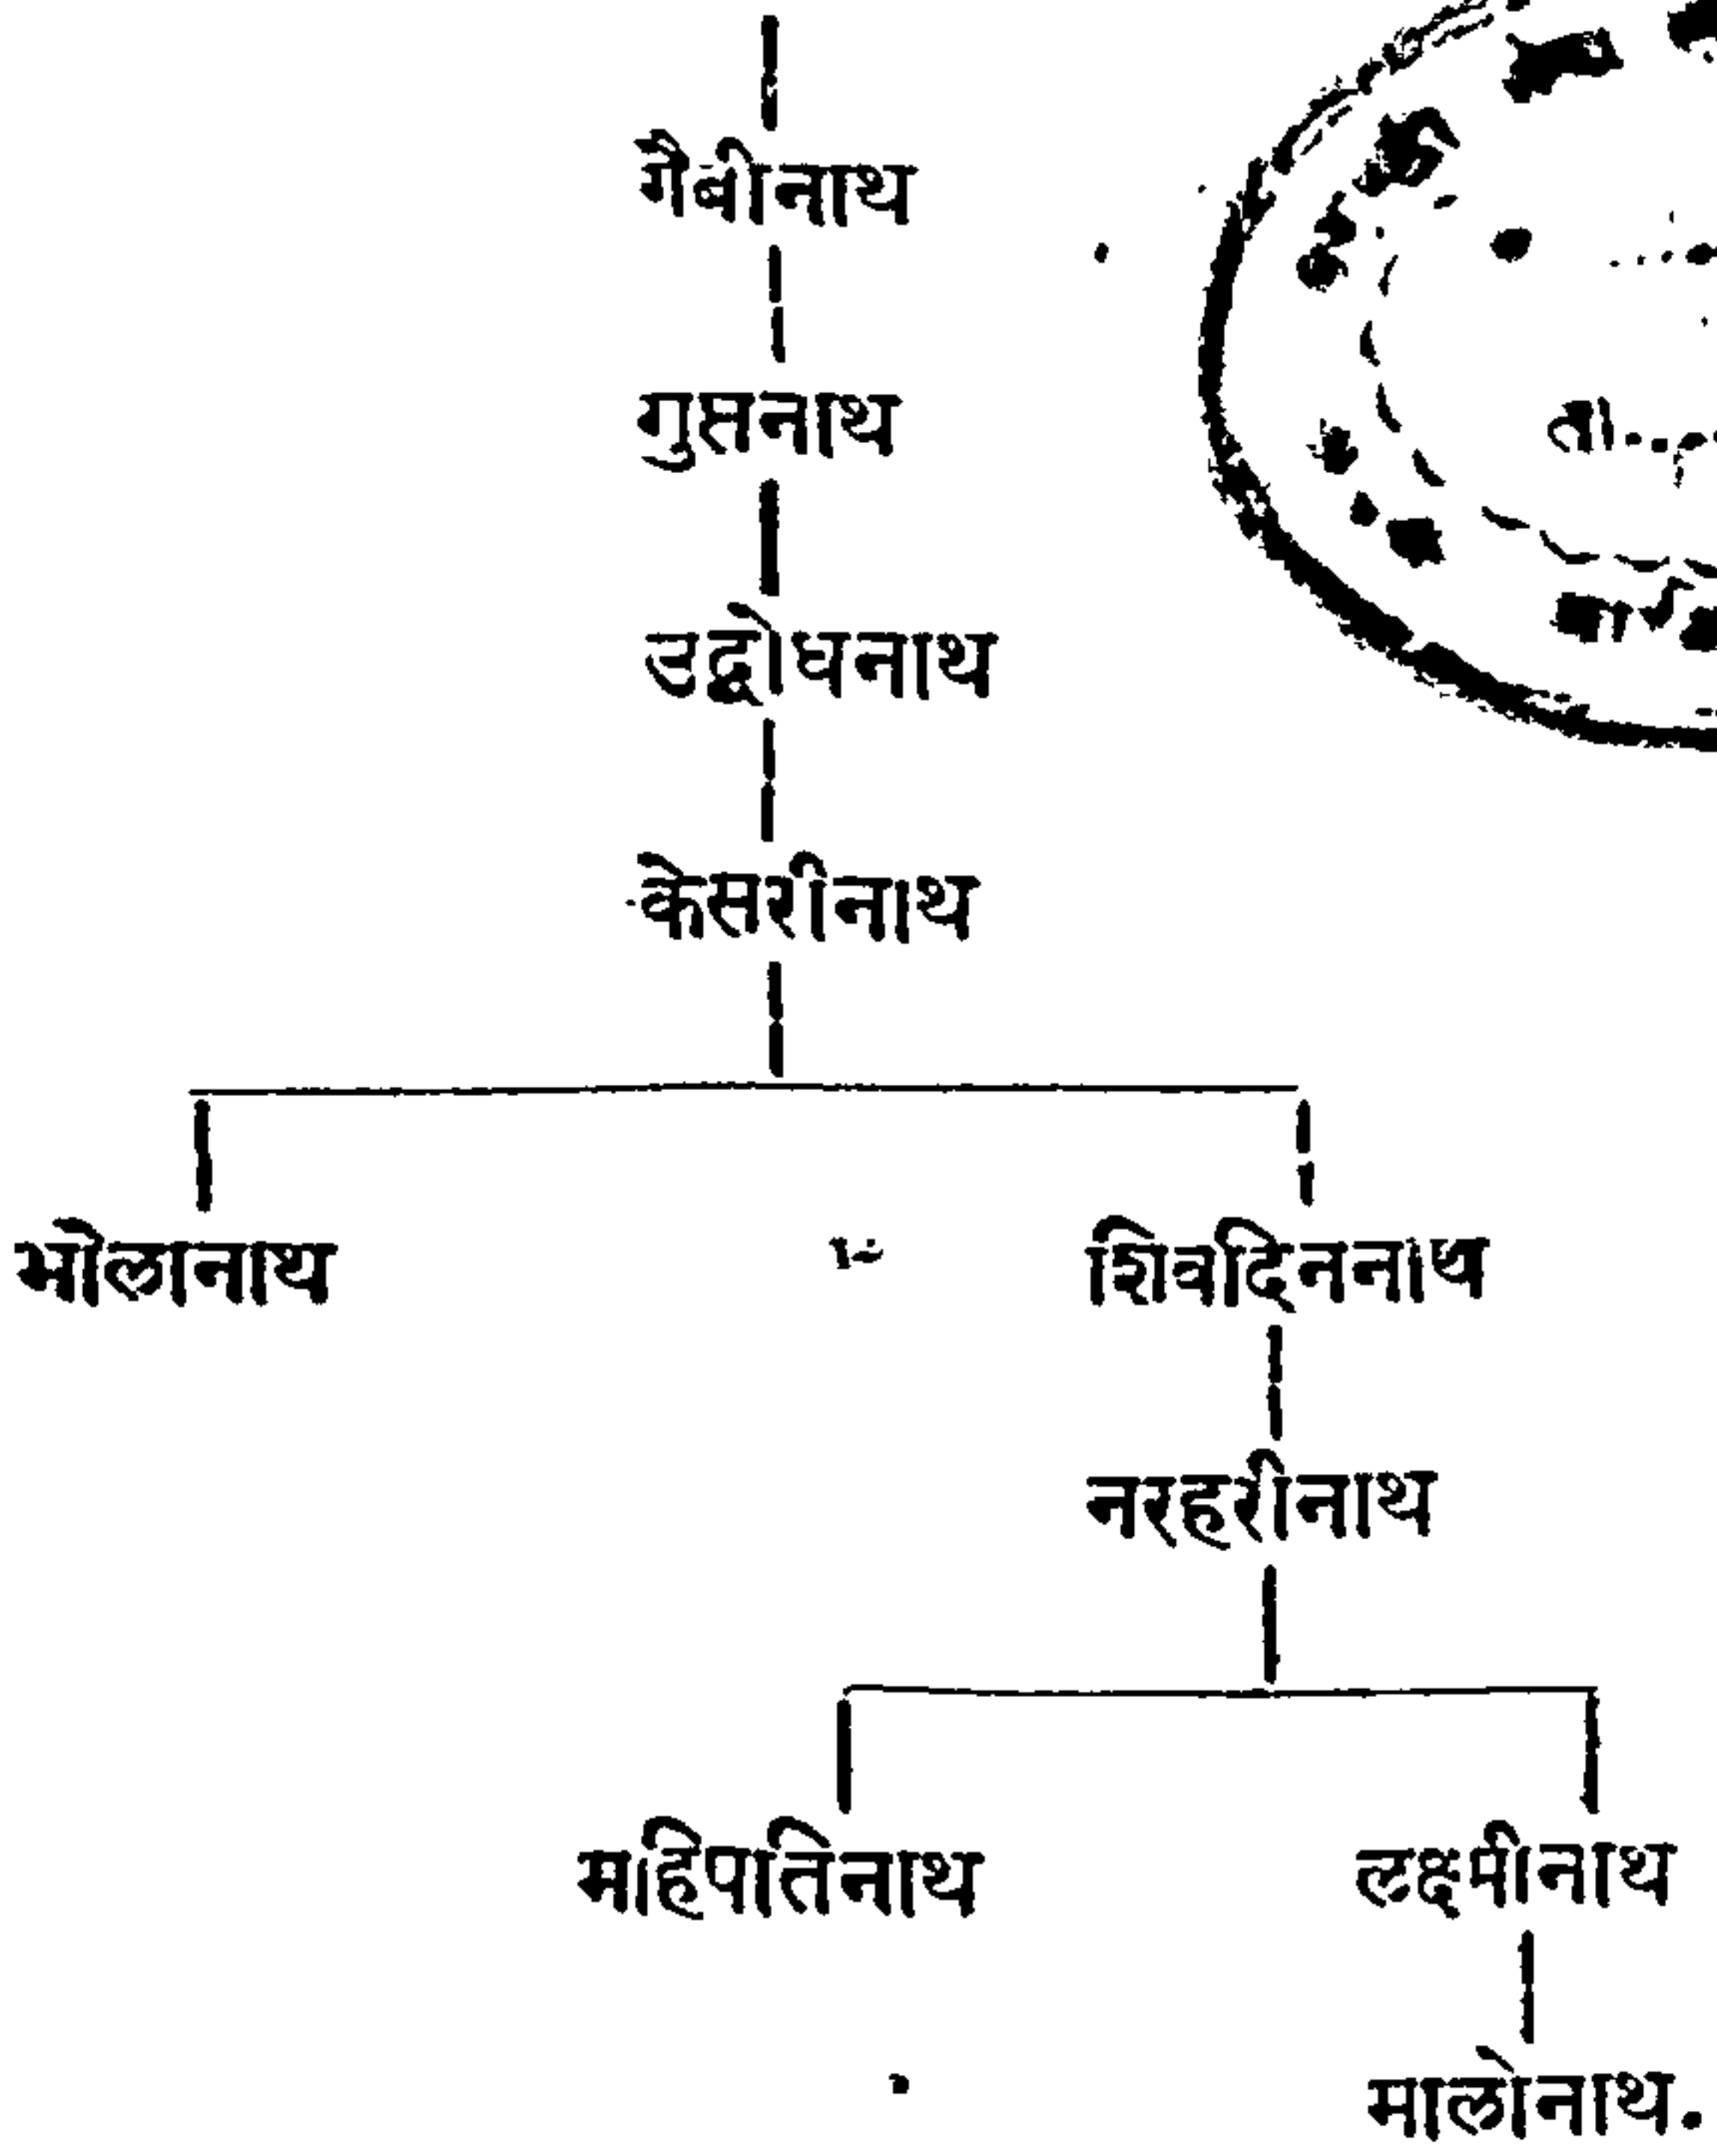 गैबीनाथ
गुप्तनाथ
उद्बोधनाथ
केसरीनाथ
भोलानाथ शिवदिननाथ
नरहरीनाथ
महिपतिनाथ लक्ष्मीनाथ
मालोनाथ.